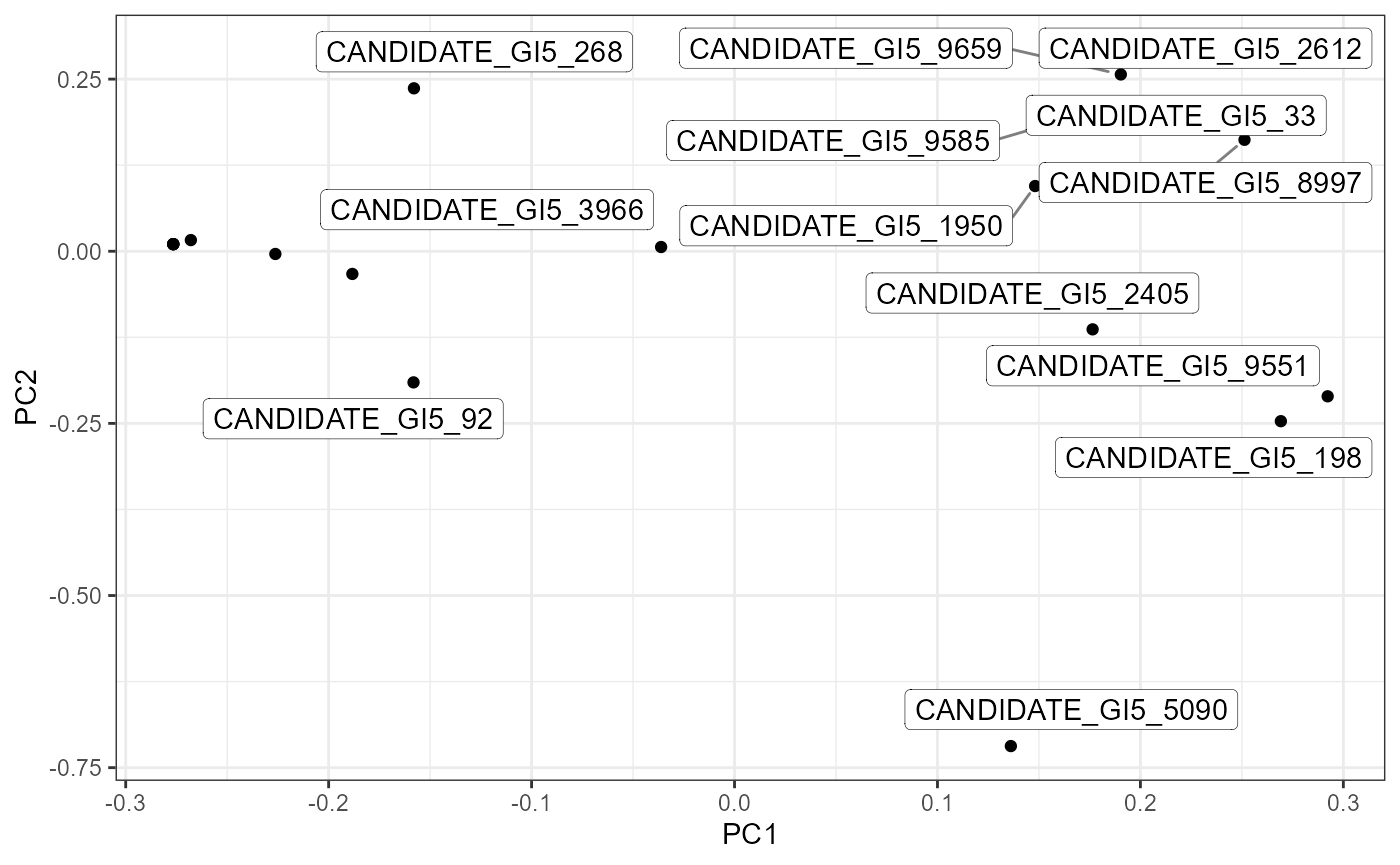 CANDIDATE_GI5_268
CANDIDATE_GI5_9659
CANDIDATE_GI5_2612
CANDIDATE_GI5_33
CANDIDATE_GI5_9585
CANDIDATE_GI5_8997
CANDIDATE_GI5_3966
CANDIDATE_GI5_1950
CANDIDATE_GI5_2405
CANDIDATE_GI5_9551
CANDIDATE_GI5_92
CANDIDATE_GI5_198
CANDIDATE_GI5_5090
0.25
0.00
-0.25
-0.50
-0.75
PC2
-0.3
-0.2
-0.1
0.0
0.1
0.2
0.3
PC1